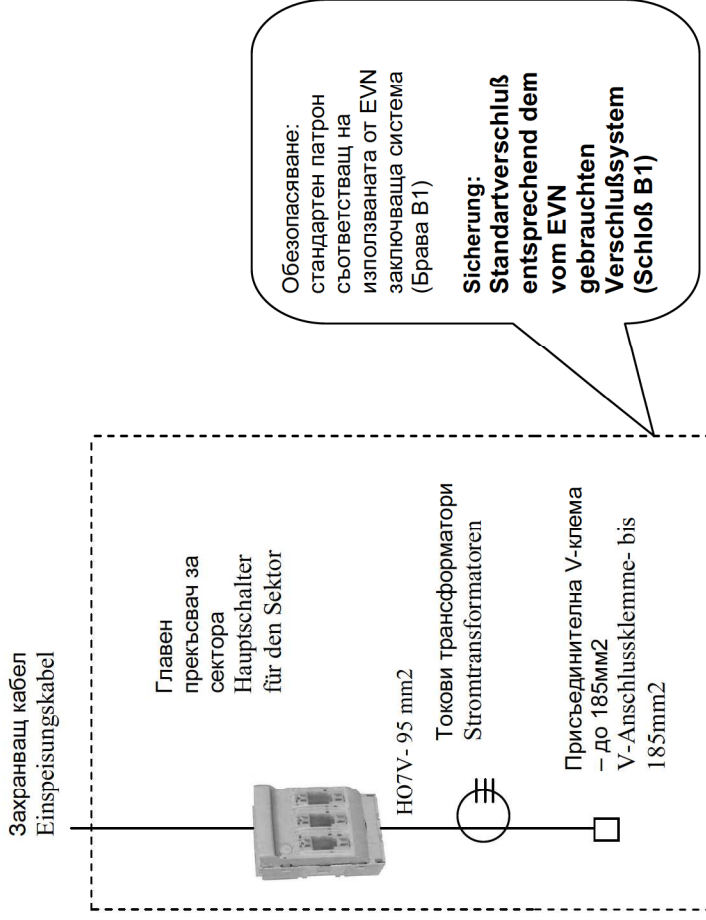 Захранващ кабел
Einspeisungskabel
Главен
прекъсвач за
сектора
Hauptschalter
für den Sektor
HO7V- 95 mm2
Токови трансформатори
Stromtransformatoren
Присъединителна V-клема
– до 185мм2
V-Anschlussklemme- bis
185mm2
Обезопасяване:
стандартен патрон
съответстващ на
използваната от EVN
заключваща система
(Брава В1)
Sicherung:
Standartverschluß
entsprechend dem
vom EVN
gebrauchten
Verschlußsystem
(Schloß B1)